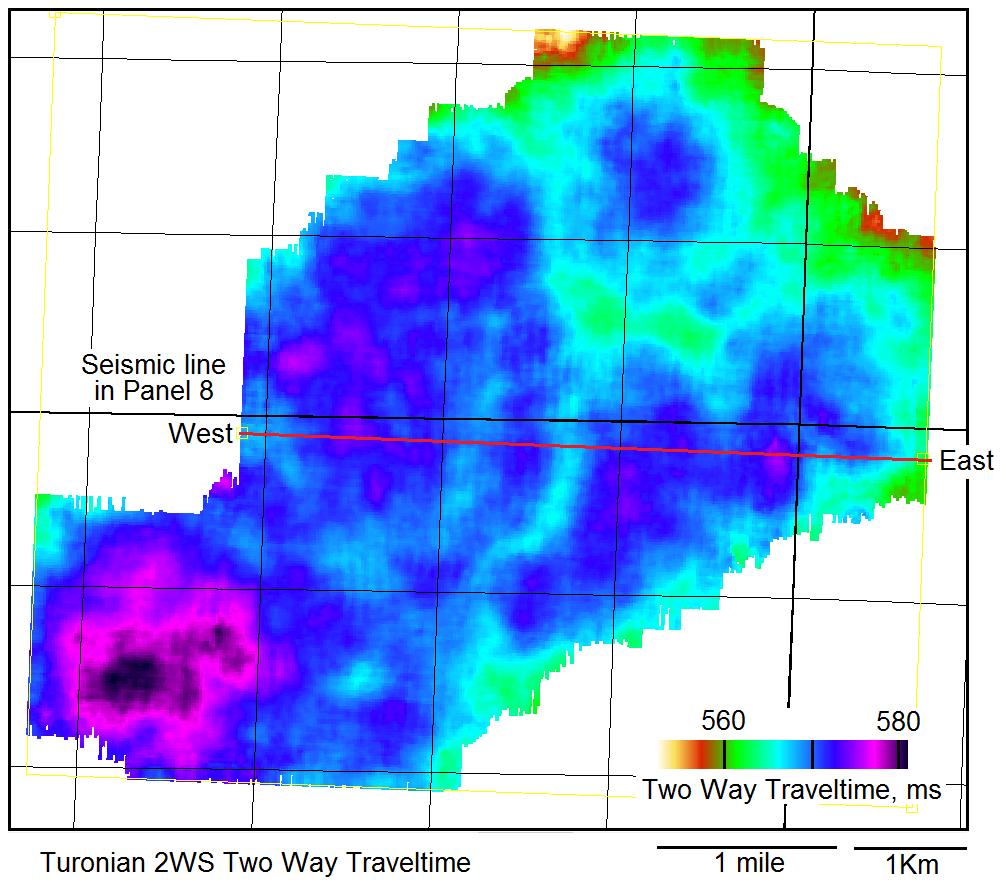 Seismic line
in Panel 8
West
East
560 580
Two Way Traveltime, ms
Turonian 2WS Two Way Traveltime
1 mile
1Km